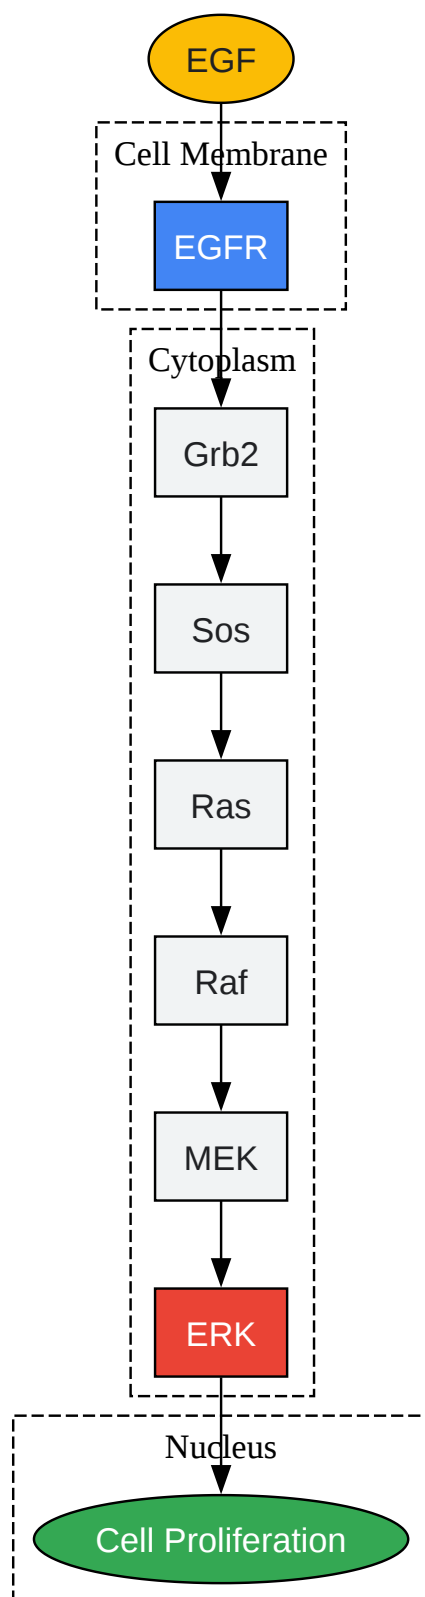 EGF
Cell Membrane
EGFR
Cytoplasm
Grb2
Sos
Ras
Raf
MEK
ERK
Nucleus
Cell Proliferation